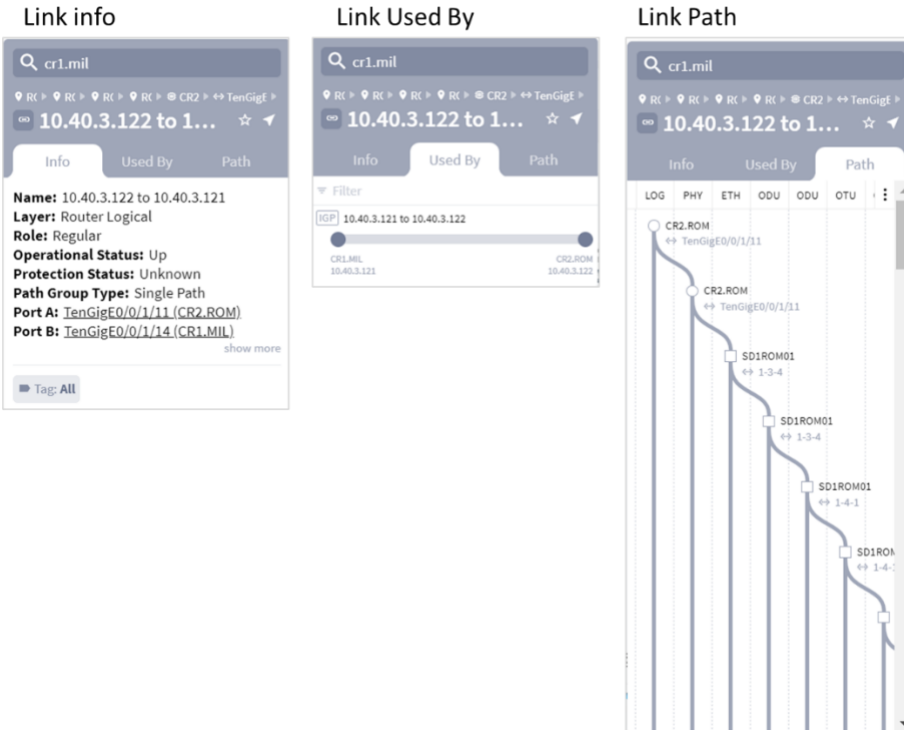 Link info
cr1.mil
R( R( R( R( CR2 TenGigE
10.40.3.122 to 1...
Info Used By Path
Name: 10.40.3.122 to 10.40.3.121
Layer: Router Logical
Role: Regular
Operational Status: Up
Protection Status: Unknown
Path Group Type: Single Path
Port A: TenGigE0/0/1/11 (CR2.ROM)
Port B: TenGigE0/0/1/14 (CR1.MIL)
show more
Tag: All
Link Used By
cr1.mil
R( R( R( R( CR2 TenGigE
10.40.3.122 to 1...
Info Used By Path
Filter
IGP 10.40.3.121 to 10.40.3.122
CR1.MIL CR2.ROM
10.40.3.121 10.40.3.122
Link Path
cr1.mil
R( R( R( R( CR2 TenGigE
10.40.3.122 to 1...
Info Used By Path
LOG PHY ETH ODU ODU OTU
CR2.ROM
TenGigE0/0/1/11
CR2.ROM
TenGigE0/0/1/11
SD1ROM01
1-3-4
SD1ROM01
1-3-4
SD1ROM01
1-4-1
SD1RO
1-4-